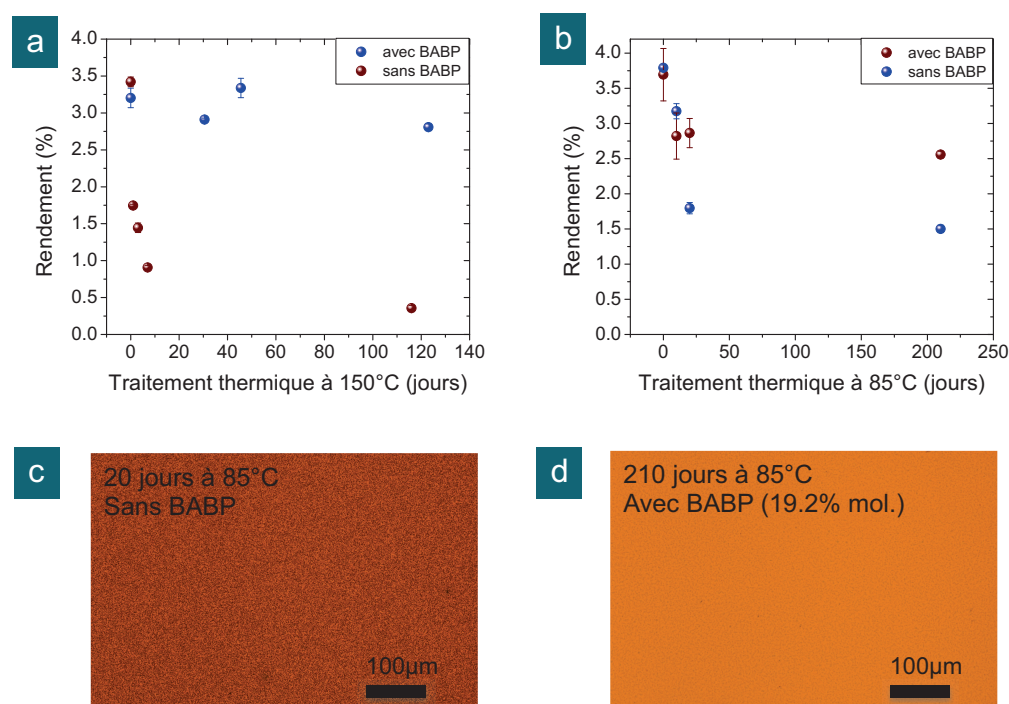 a
4.0
3.5
3.0
2.5
2.0
1.5
1.0
0.5
0.0
Rendement (%)
avec BABP
sans BABP
0 20 40 60 80 100 120 140
Traitement thermique à 150°C (jours)
b
4.0
3.5
3.0
2.5
2.0
1.5
1.0
0.5
0.0
Rendement (%)
avec BABP
sans BABP
0 50 100 150 200 250
Traitement thermique à 85°C (jours)
c
20 jours à 85°C
Sans BABP
100µm
d
210 jours à 85°C
Avec BABP (19.2% mol.)
100µm